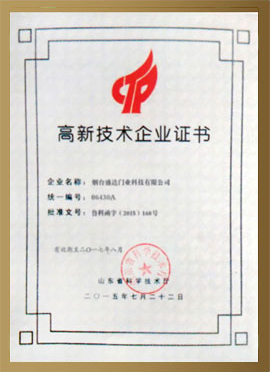 高新技术企业证书
企业名称: 烟台盛达门业科技有限公司
统一编号: 06430A
批准文号: 鲁科函字(2015)168号
有效期至二〇一七年八月
山东省科学技术厅
二〇一五年七月二十二日